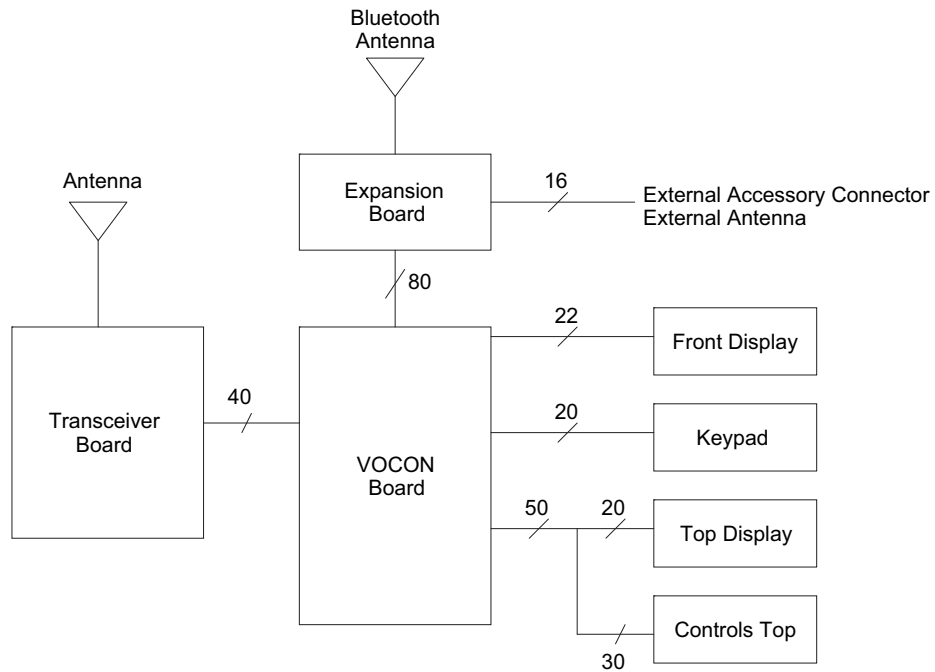 Bluetooth
Antenna
Antenna
Expansion
Board
16
External Accessory Connector
External Antenna
80
Transceiver
Board
40
VOCON
Board
22
Front Display
20
Keypad
50
20
Top Display
30
Controls Top